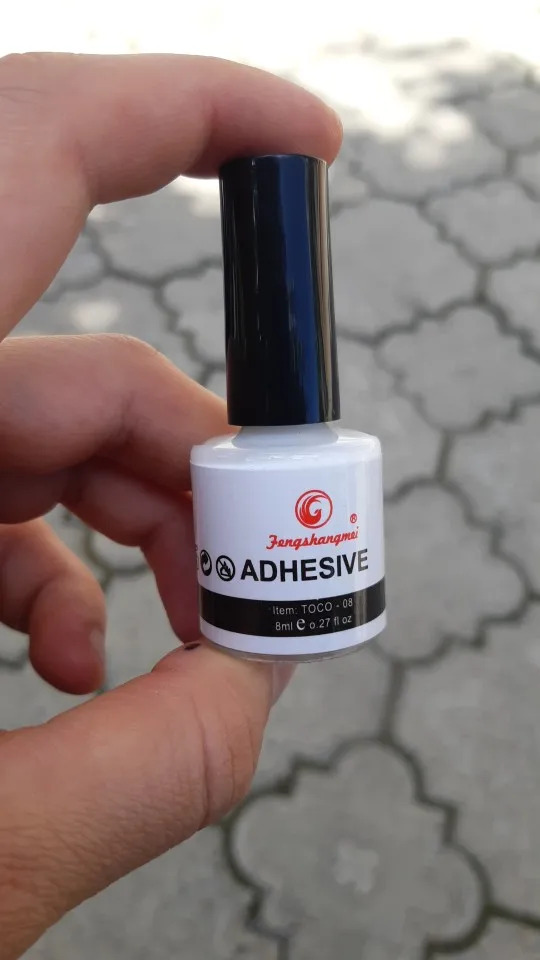 Fengshangmei ®
ADHESIVE
Item: TOCO - 08
8ml e 0.27 fl oz